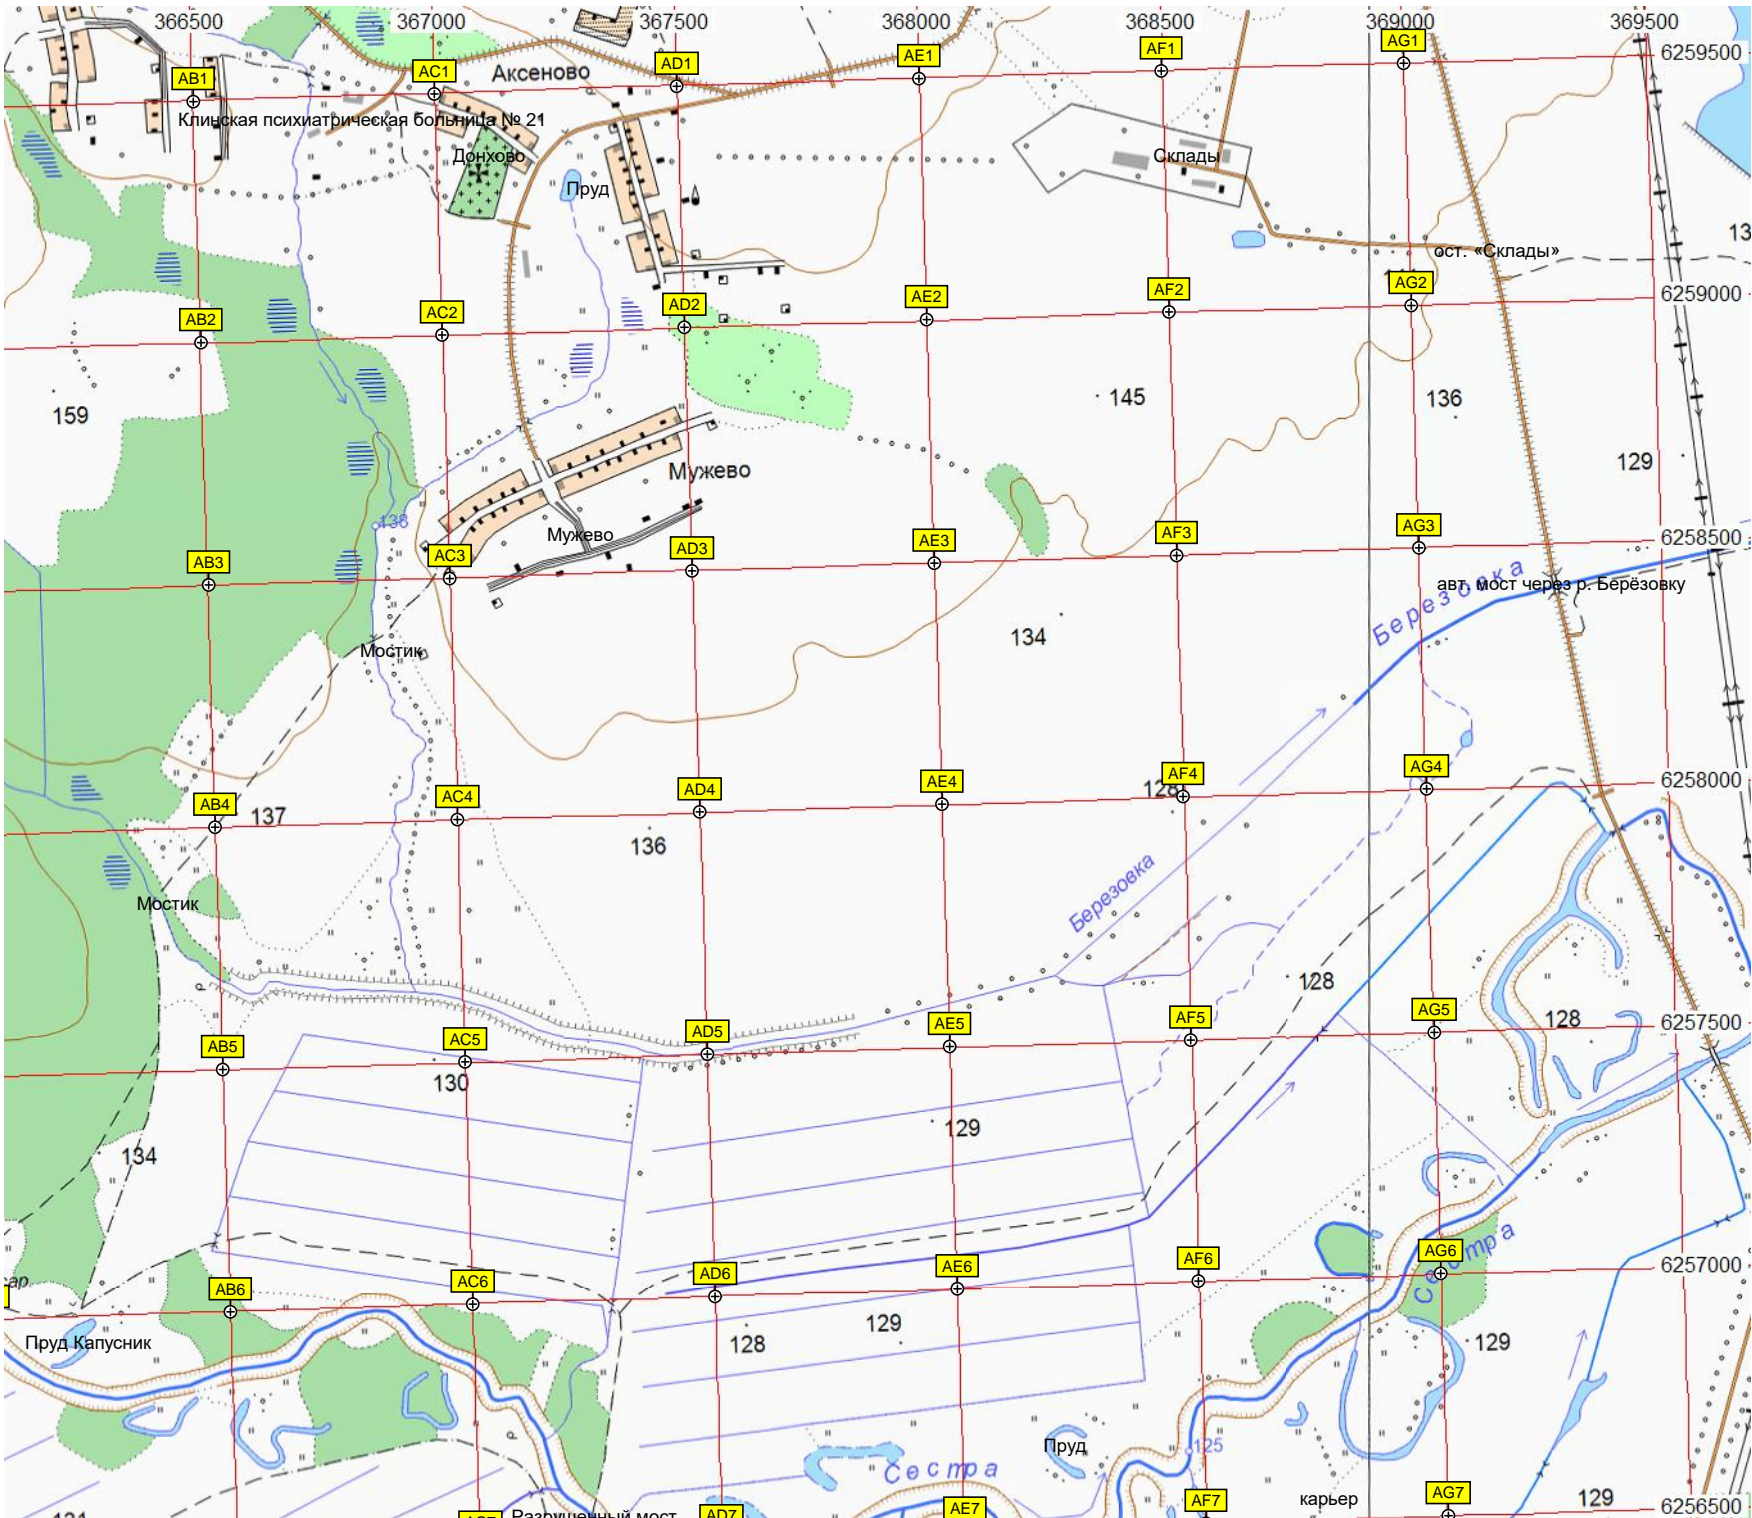 366500 367000 367500 368000 368500 369000 369500
6259500
AB1 AC1 AD1 AE1 AF1 AG1
Аксеново
Клинская психиатрическая больница № 21
Донхово
Склады
Пруд
ост. «Склады»
13
AB2 AC2 AD2 AE2 AF2 AG2
6259000
159
145
136
129
Мужево
138
Мужево
AB3 AC3 AD3 AE3 AF3 AG3
6258500
Березовка
авт. мост через р. Берёзовку
134
Мостик
AB4 AC4 AD4 AE4 AF4 AG4
6258000
128
137
136
Березовка
Мостик
128
AB5 AC5 AD5 AE5 AF5 AG5
6257500
128
130
129
134
Сестра
AB6 AC6 AD6 AE6 AF6 AG6
6257000
ар
129
128
129
Пруд Капусник
125
Пруд
Сестра
карьер
129
AD7 AE7 AF7 AG7
6256500
Разрушенный мост